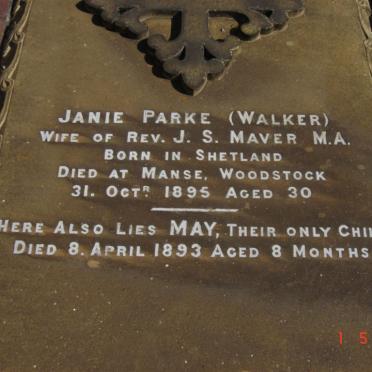 JANIE PARKE (WALKER)
WIFE OF REV. J. S. MAVER M.A.
BORN IN SHETLAND
DIED AT MANSE, WOODSTOCK
31. OCTR 1895 AGED 30
HERE ALSO LIES MAY, THEIR ONLY CHI
DIED 8. APRIL 1893 AGED 8 MONTHS
1 5